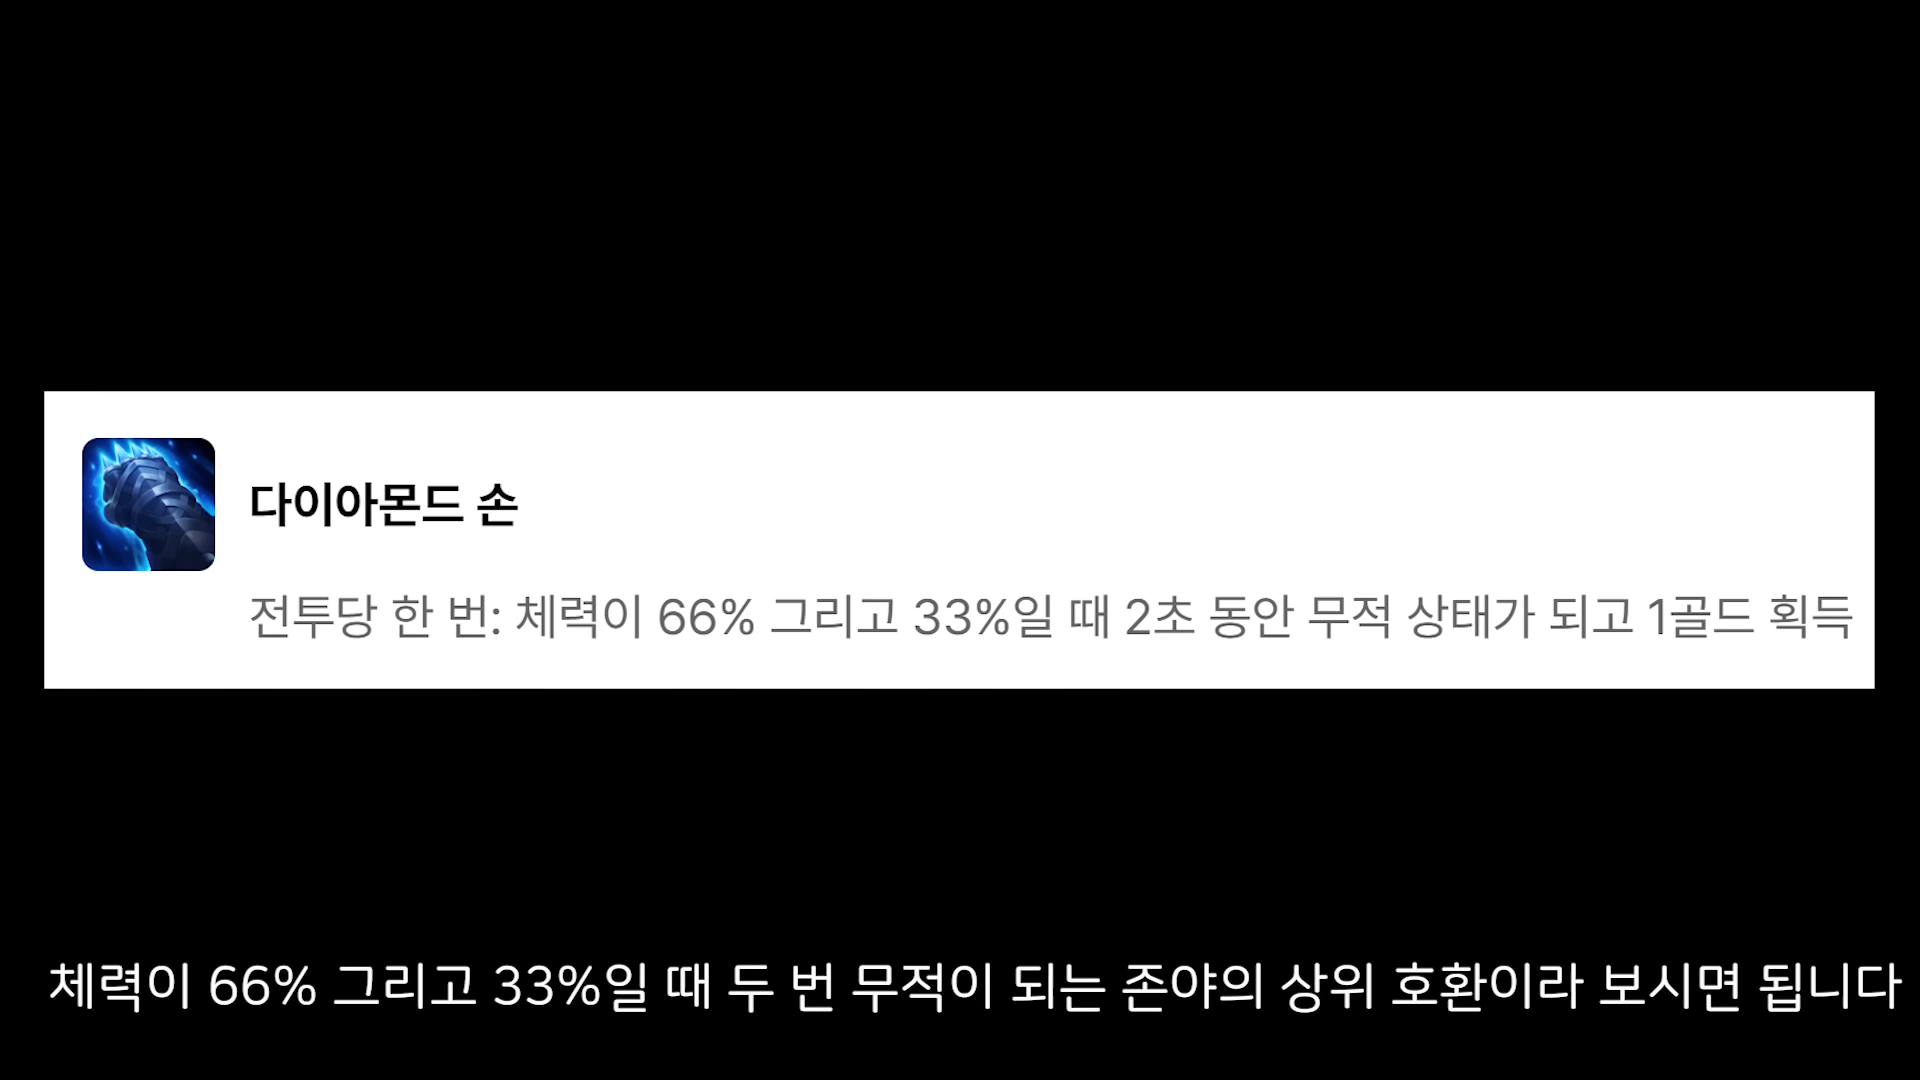 다이아몬드 손
전투당 한 번: 체력이 66% 그리고 33%일 때 2초 동안 무적 상태가 되고 1골드 획득
체력이 66% 그리고 33%일 때 두 번 무적이 되는 존야의 상위 호환이라 보시면 됩니다